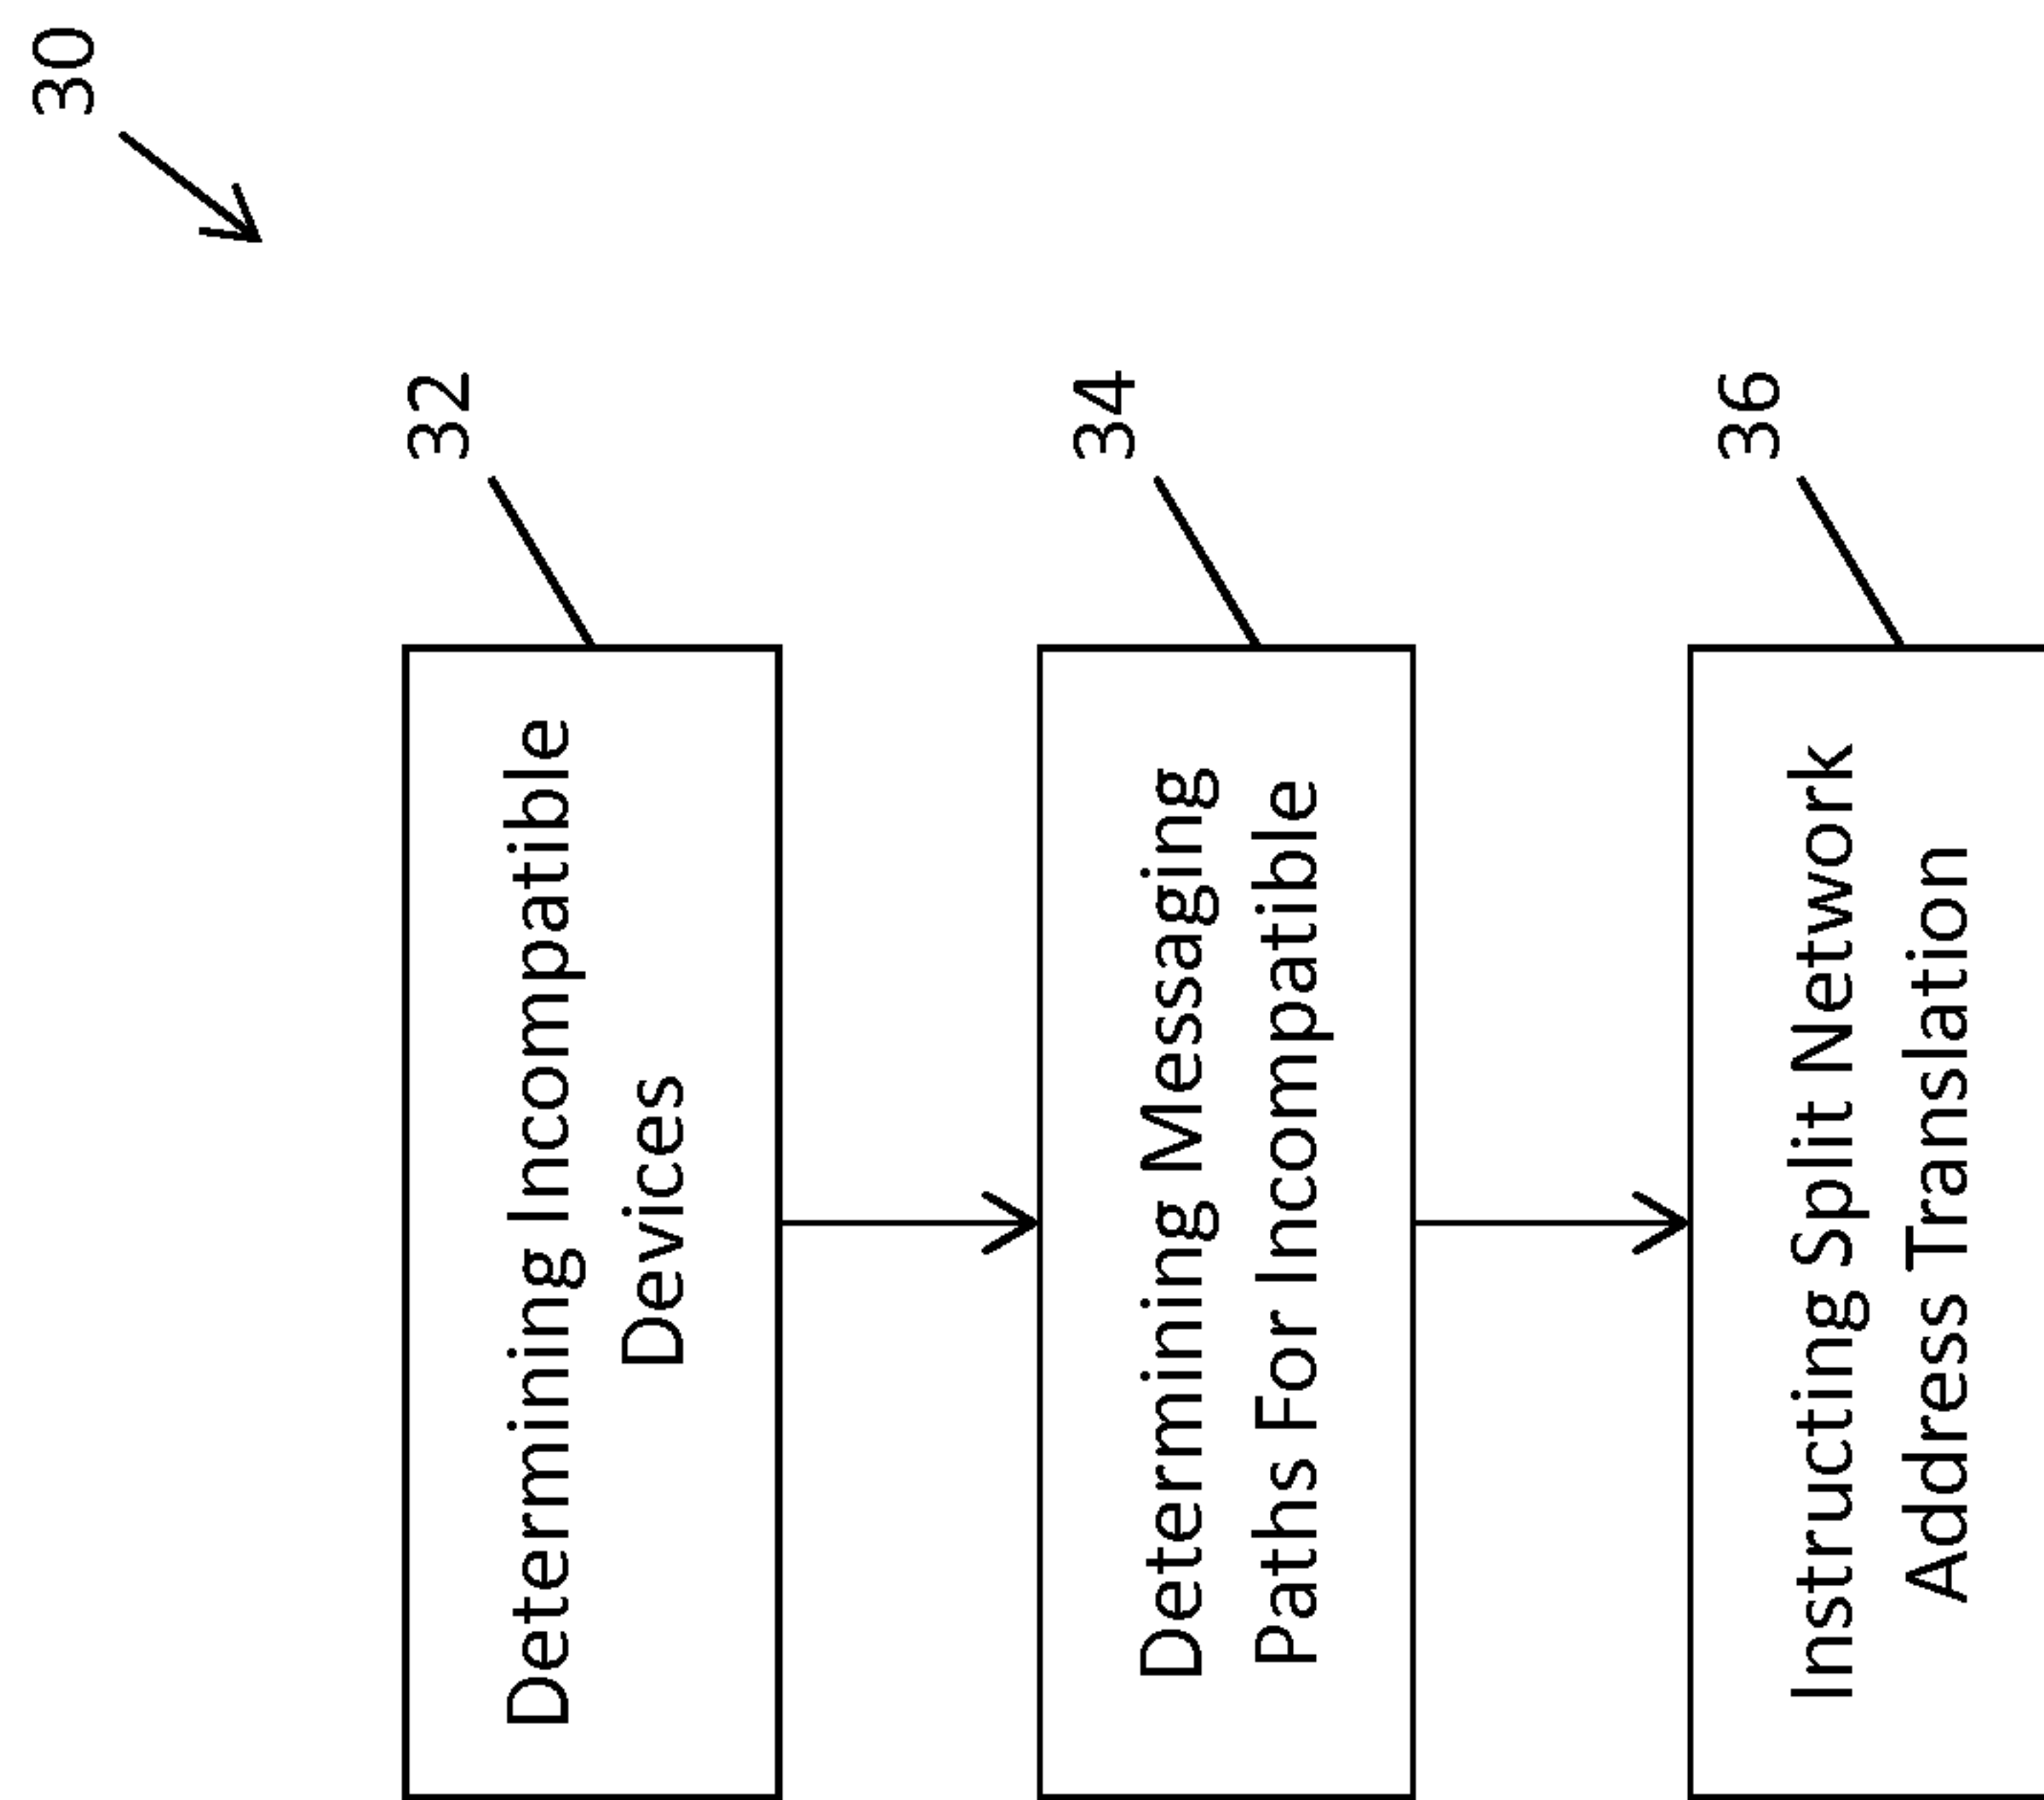 30
32
Determining Incompatible
Devices
34
Determining Messaging
Paths For Incompatible
36
Instructing Split Network
Address Translation